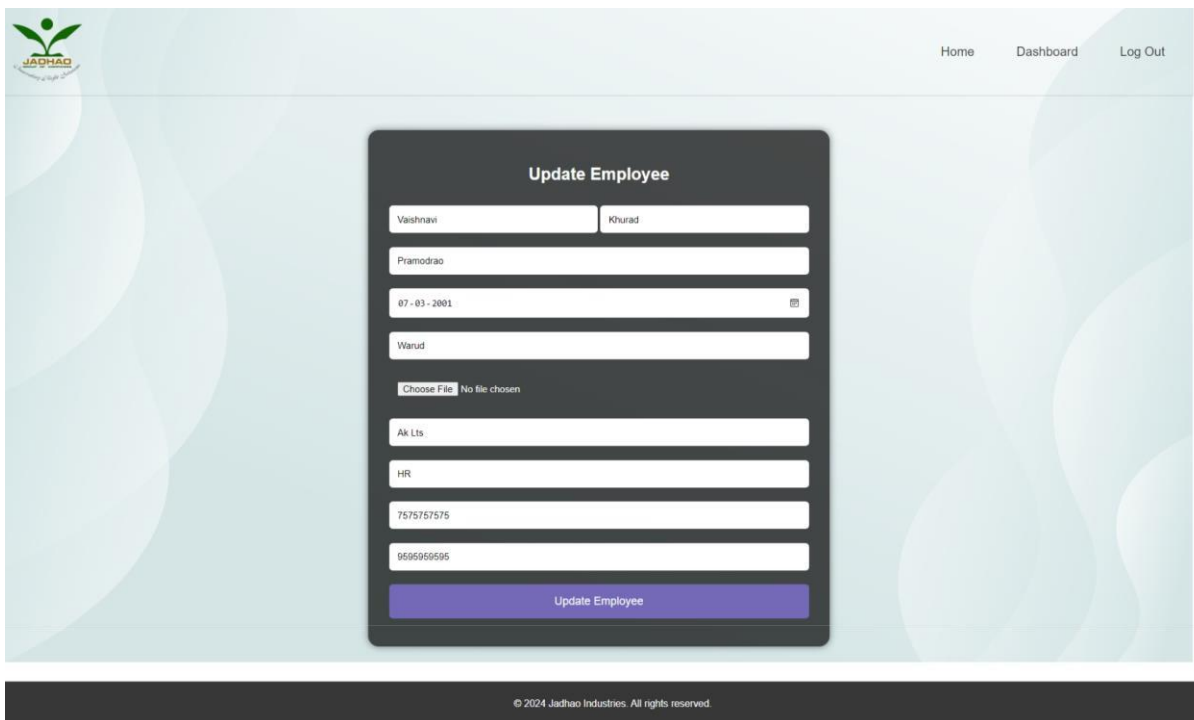 JADHAO
Home Dashboard Log Out
Update Employee
Vaishnavi Khurad
Pramodrao
07-03-2001
Warud
Choose File No file chosen
Ak Lts
HR
7575757575
9595959595
Update Employee
© 2024 Jadhao Industries. All rights reserved.